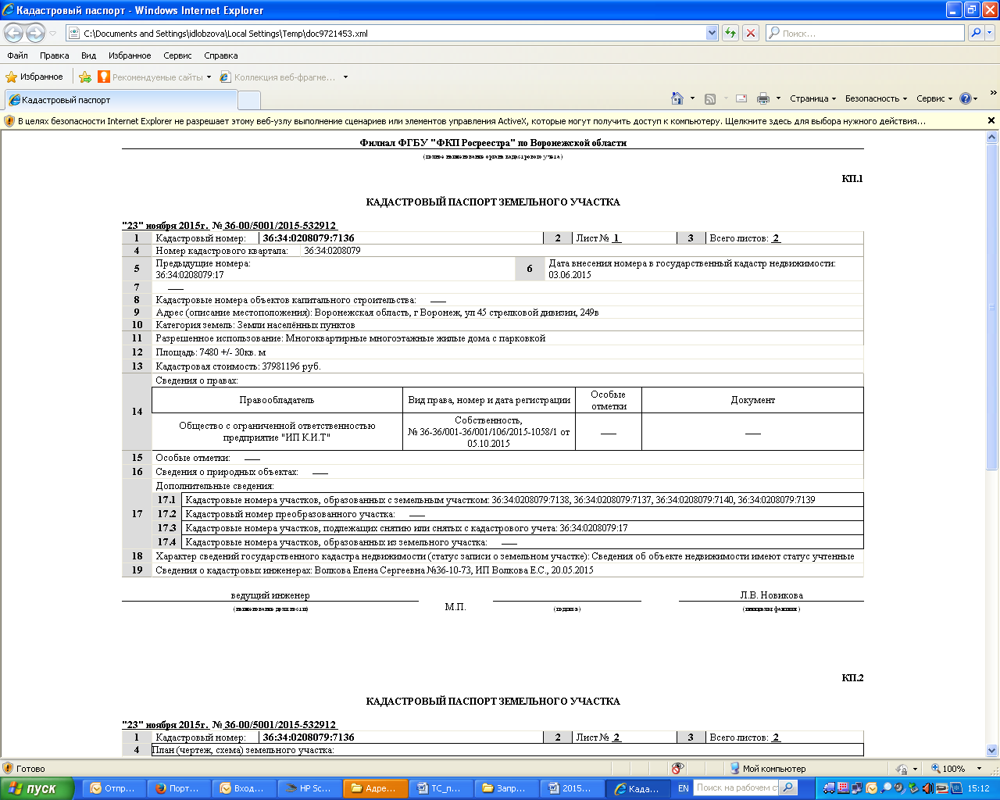 Кадастровый паспорт - Windows Internet Explorer
C:\Documents and Settings\idlobzova\Local Settings\Temp\doc9721453.xml
Поиск...
Файл Правка Вид Избранное Сервис Справка
Избранное Рекомендуемые сайты Коллекция веб-фрагме...
Кадастровый паспорт
Страница Безопасность Сервис
В целях безопасности Internet Explorer не разрешает этому веб-узлу выполнение сценариев или элементов управления ActiveX, которые могут получить доступ к компьютеру. Щелкните здесь для выбора нужного действия...
Филиал ФГБУ "ФКП Росреестра" по Воронежской области
(полное наименование органа кадастрового учета)
КП.1
КАДАСТРОВЫЙ ПАСПОРТ ЗЕМЕЛЬНОГО УЧАСТКА
"23" ноября 2015г. № 36-00/5001/2015-532912
1 Кадастровый номер: 36:34:0208079:7136 2 Лист № 1 3 Всего листов: 2
4 Номер кадастрового квартала: 36:34:0208079
5 Предыдущие номера:
36:34:0208079:17
6 Дата внесения номера в государственный кадастр недвижимости:
03.06.2015
7 ___
8 Кадастровые номера объектов капитального строительства: ___
9 Адрес (описание местоположения): Воронежская область, г Воронеж, ул 45 стрелковой дивизии, 249в
10 Категория земель: Земли населённых пунктов
11 Разрешенное использование: Многоквартирные многоэтажные жилые дома с парковкой
12 Площадь: 7480 +/- 30кв. м
13 Кадастровая стоимость: 37981196 руб.
14 Сведения о правах:
Правообладатель
Вид права, номер и дата регистрации
Особые
отметки
Документ
Общество с ограниченной ответственностью
предприятие "ИП К.И.Т"
Собственность,
№ 36-36/001-36/001/106/2015-1058/1 от
05.10.2015
___
___
15 Особые отметки: ___
16 Сведения о природных объектах: ___
17 Дополнительные сведения:
17.1 Кадастровые номера участков, образованных с земельным участком: 36:34:0208079:7138, 36:34:0208079:7137, 36:34:0208079:7140, 36:34:0208079:7139
17.2 Кадастровый номер преобразованного участка: ___
17.3 Кадастровые номера участков, подлежащих снятию или снятых с кадастрового учета: 36:34:0208079:17
17.4 Кадастровые номера участков, образованных из земельного участка: ___
18 Характер сведений государственного кадастра недвижимости (статус записи о земельном участке): Сведения об объекте недвижимости имеют статус учтенные
19 Сведения о кадастровых инженерах: Волкова Елена Сергеевна №36-10-73, ИП Волкова Е.С., 20.05.2015
ведущий инженер
(наименование должности)
М.П.
(подпись)
Л.В. Новикова
(инициалы, фамилия)
КП.2
КАДАСТРОВЫЙ ПАСПОРТ ЗЕМЕЛЬНОГО УЧАСТКА
"23" ноября 2015г. № 36-00/5001/2015-532912
1 Кадастровый номер: 36:34:0208079:7136 2 Лист № 2 3 Всего листов: 2
4 План (чертеж, схема) земельного участка:
Готово Мой компьютер 100%
пуск Отпр... Порт... Вход... HP Sc... Адре... ТС_п... Запр... 2015... Када... EN Поиск на рабочем ст 15:12